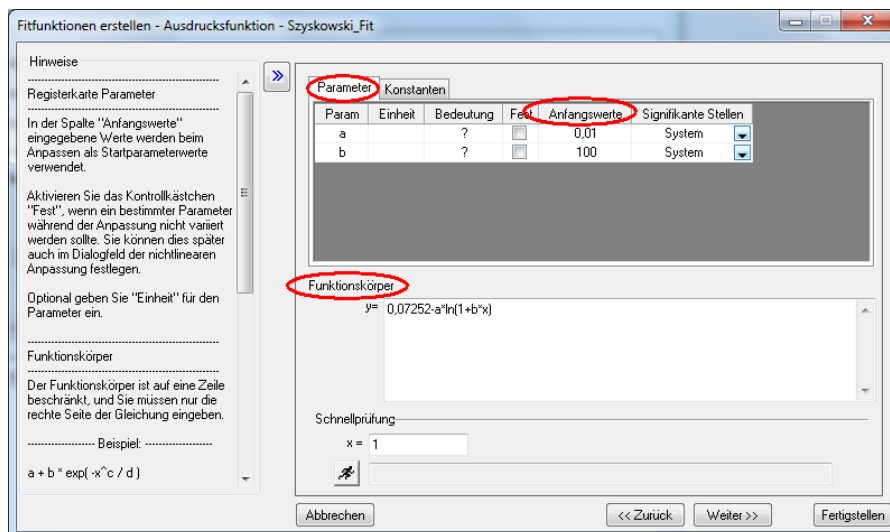 Fitfunktionen erstellen - Ausdrucksfunktion - Szyskowski_Fit
Hinweise
Registerkarte Parameter
In der Spalte "Anfangswerte"
eingegebene Werte werden beim
Anpassen als Startparameterwerte
verwendet.
Aktivieren Sie das Kontrollkästchen
"Fest", wenn ein bestimmter Parameter
während der Anpassung nicht variiert
werden sollte. Sie können dies später
auch im Dialogfeld der nichtlinearen
Anpassung festlegen.
Optional geben Sie "Einheit" für den
Parameter ein.
Funktionskörper
Der Funktionskörper ist auf eine Zeile
beschränkt, und Sie müssen nur die
rechte Seite der Gleichung eingeben.
-------------------- Beispiel: --------------------
a + b * exp( -x^c / d )
Parameter Konstanten
Param Einheit Bedeutung Fest Anfangswerte Signifikante Stellen
a ? 0,01 System
b ? 100 System
Funktionskörper
y= 0,07252-a*ln(1+b*x)
Schnellprüfung
x = 1
Abbrechen << Zurück Weiter >> Fertigstellen